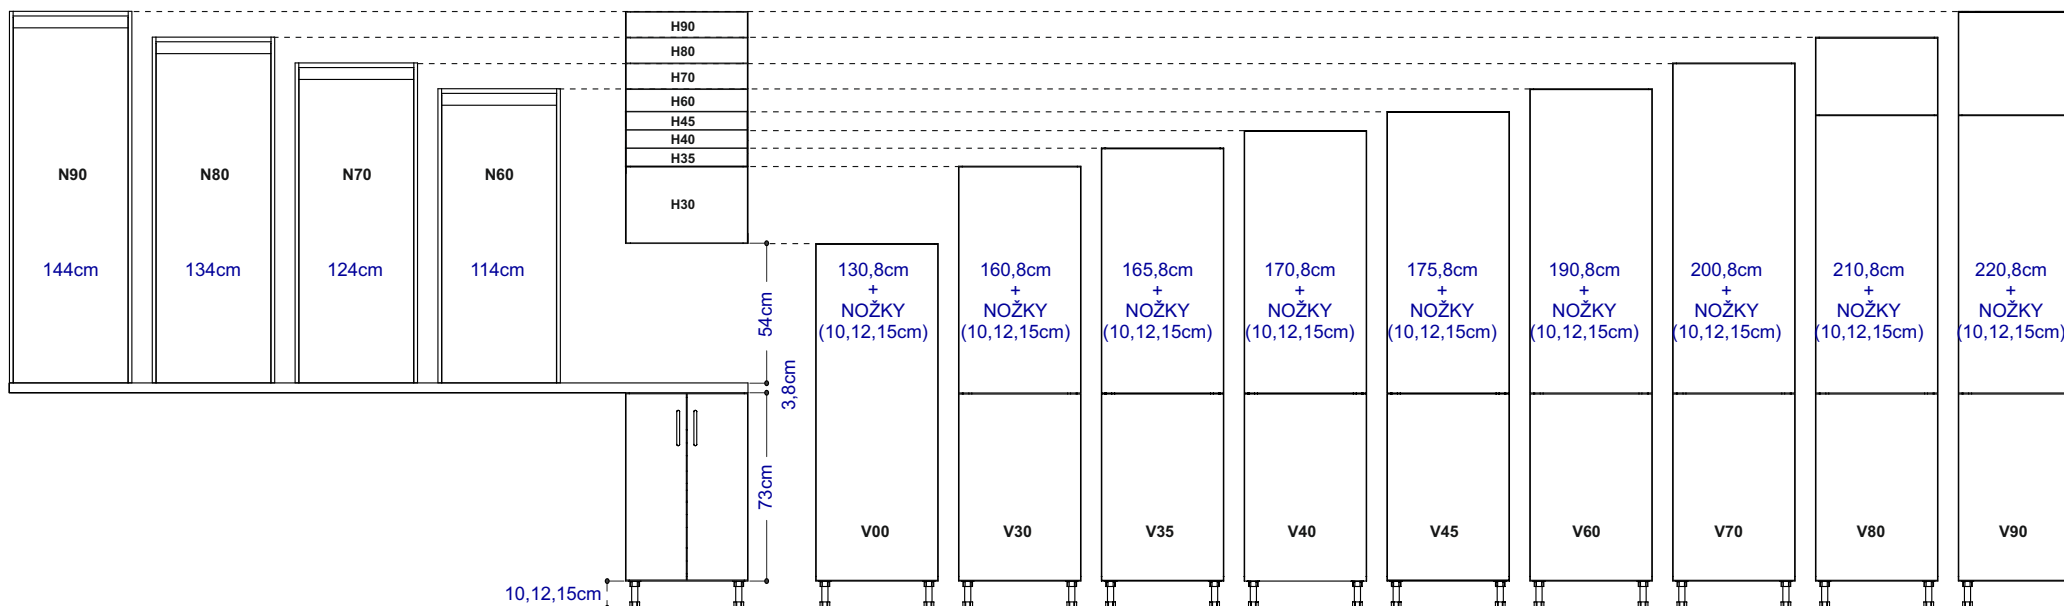 H90
H80
H70
H60
H45
H40
H35
H30
N90
N80
N70
N60
144cm
134cm
124cm
114cm
54cm
3,8cm
73cm
10,12,15cm
130,8cm
+
NOŽKY
(10,12,15cm)
V00
160,8cm
+
NOŽKY
(10,12,15cm)
V30
165,8cm
+
NOŽKY
(10,12,15cm)
V35
170,8cm
+
NOŽKY
(10,12,15cm)
V40
175,8cm
+
NOŽKY
(10,12,15cm)
V45
190,8cm
+
NOŽKY
(10,12,15cm)
V60
200,8cm
+
NOŽKY
(10,12,15cm)
V70
210,8cm
+
NOŽKY
(10,12,15cm)
V80
220,8cm
+
NOŽKY
(10,12,15cm)
V90